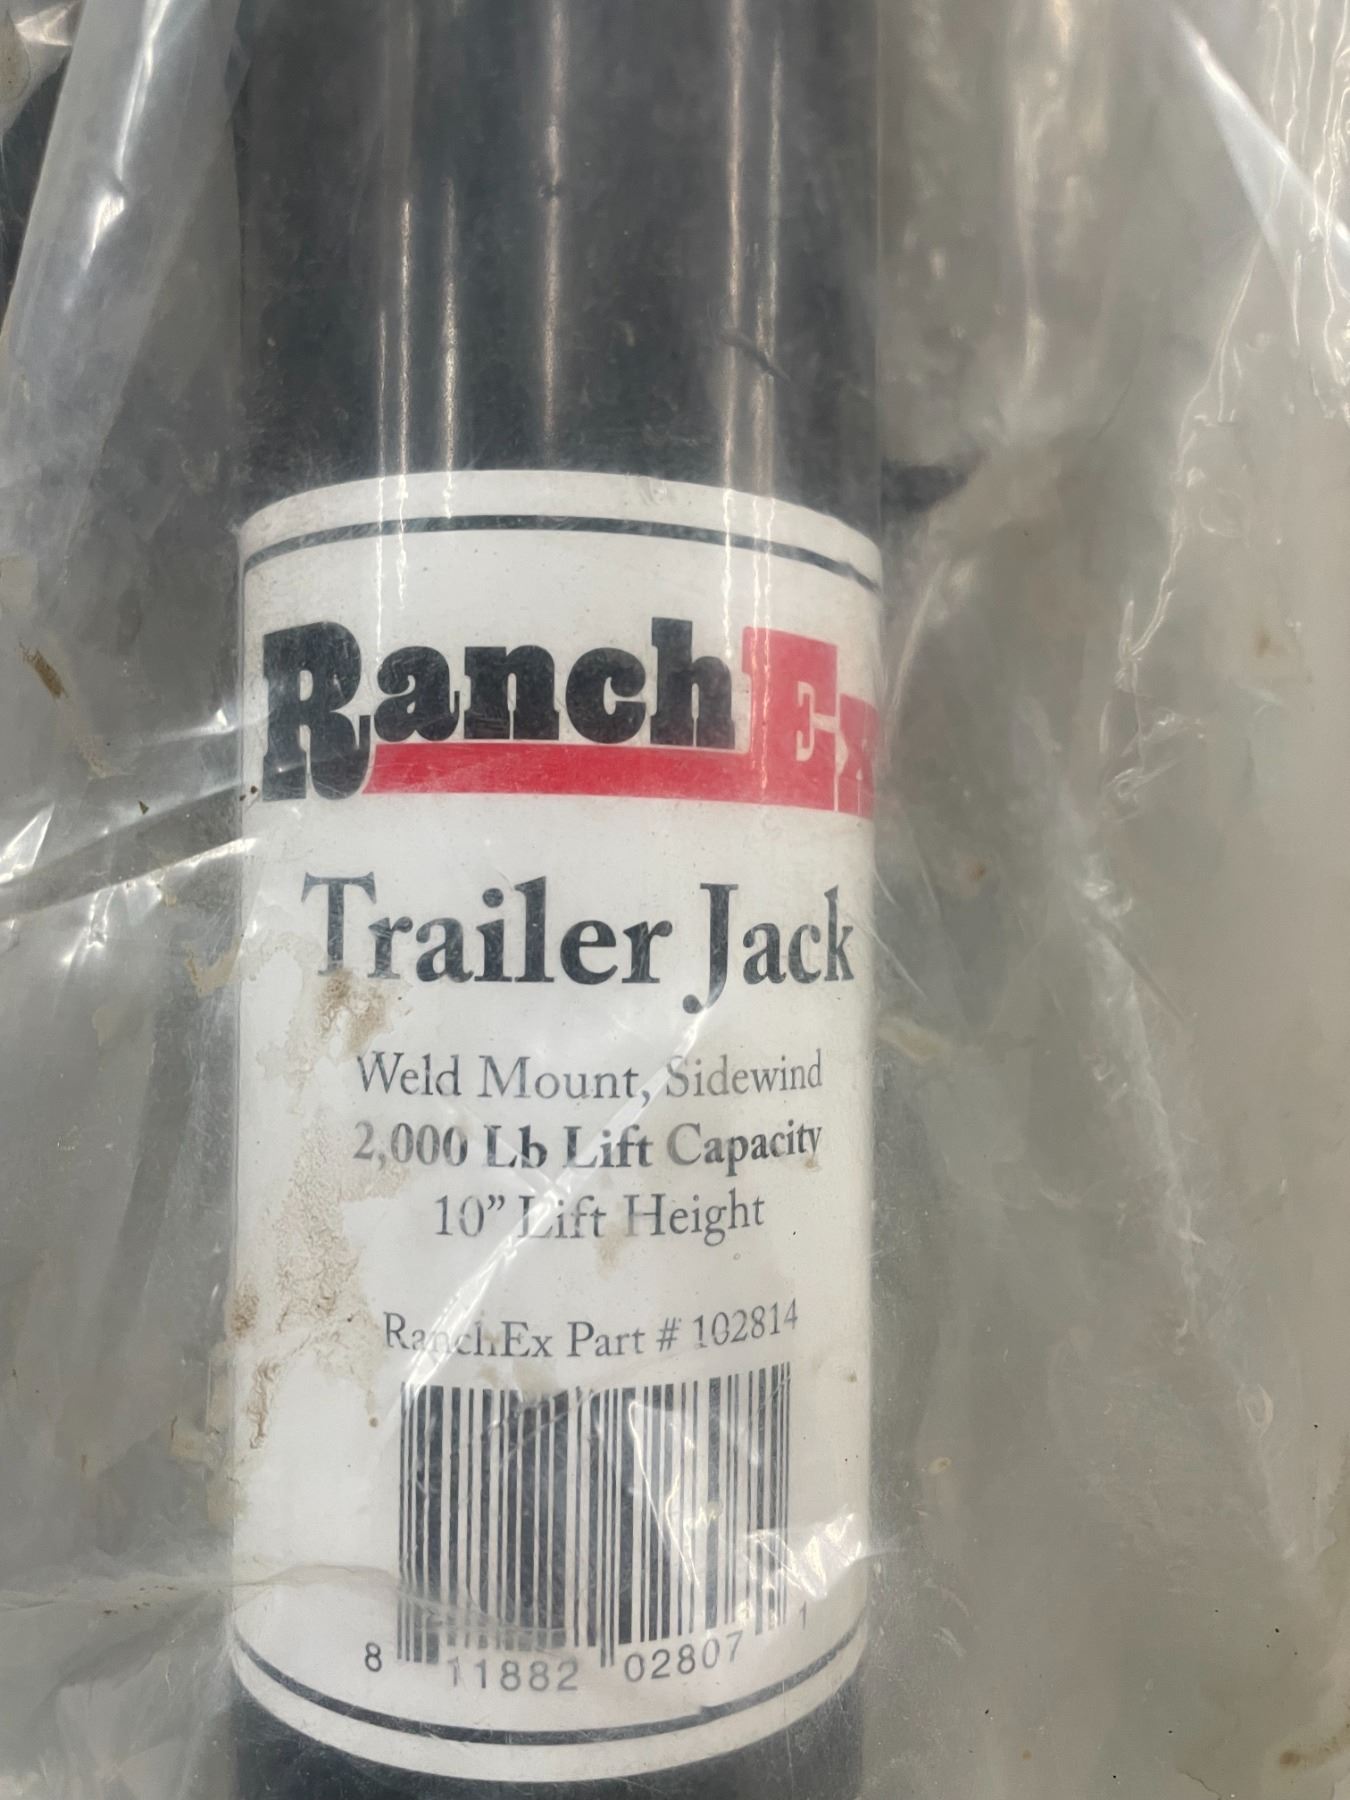 RanchEx
Trailer Jack
Weld Mount, Sidewind
2,000 Lb Lift Capacity
10” Lift Height
RanchEx Part # 102814
8 11882 02807 1